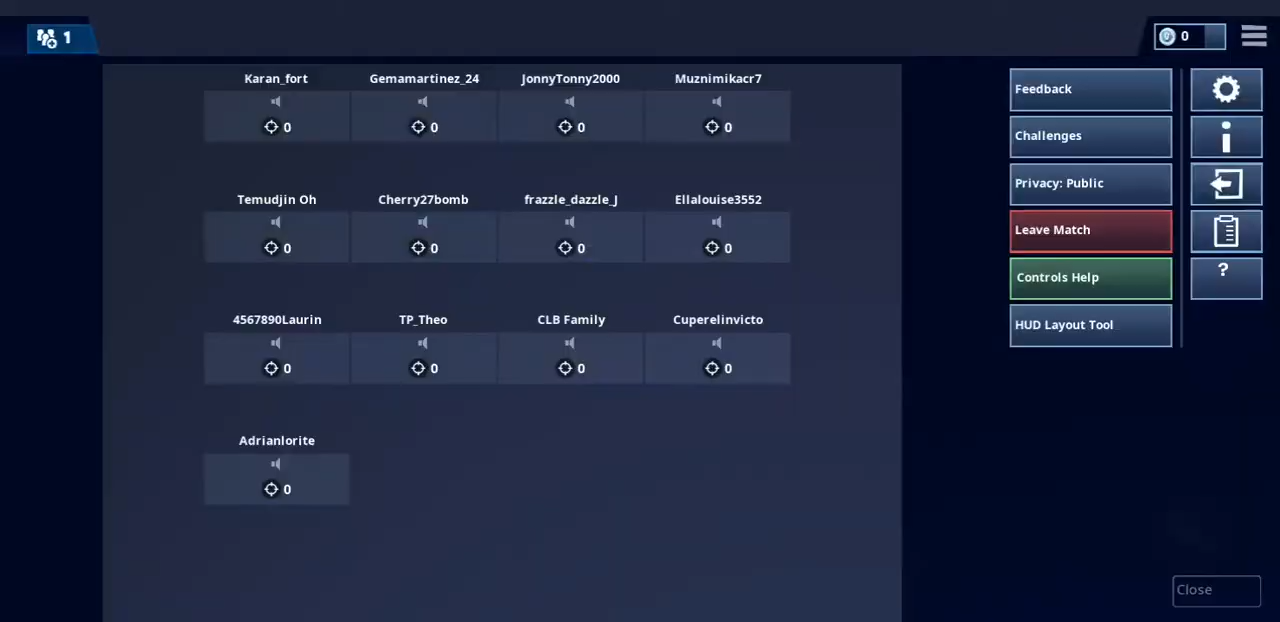 1
0
Karan_fort Gemamartinez_24 JonnyTonny2000 Muznimikacr7
0 0 0 0
Temudjin Oh Cherry27bomb frazzle_dazzle_J Ellalouise3552
0 0 0 0
4567890Laurin TP_Theo CLB Family Cuperelinvicto
0 0 0 0
Adrianlorite
0
Feedback
Challenges
Privacy: Public
Leave Match
Controls Help
HUD Layout Tool
?
Close